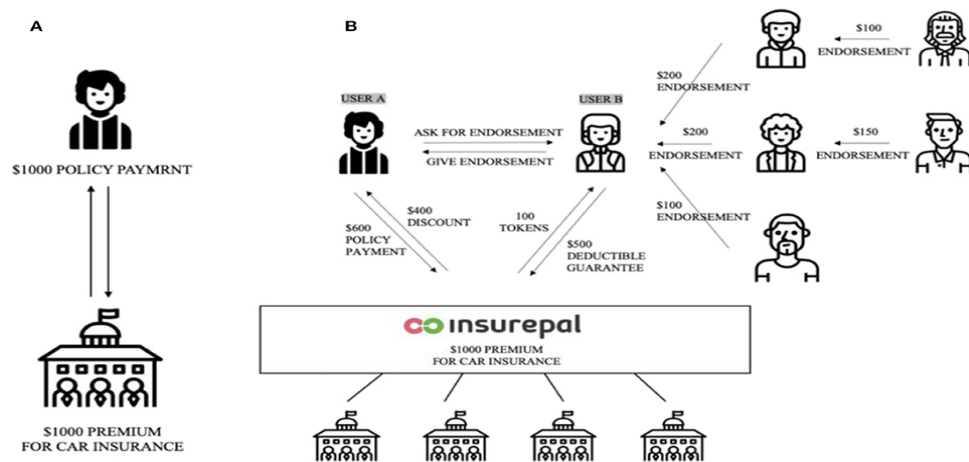 A
$1000 POLICY PAYMRNT
$1000 PREMIUM
FOR CAR INSURANCE
B
USER A
ASK FOR ENDORSEMENT
GIVE ENDORSEMENT
USER B
$200
ENDORSEMENT
$100
ENDORSEMENT
$200
ENDORSEMENT
$150
ENDORSEMENT
$100
ENDORSEMENT
$400
DISCOUNT
$600
POLICY
PAYMENT
100
TOKENS
$500
DEDUCTIBLE
GUARANTEE
insurepal
$1000 PREMIUM
FOR CAR INSURANCE